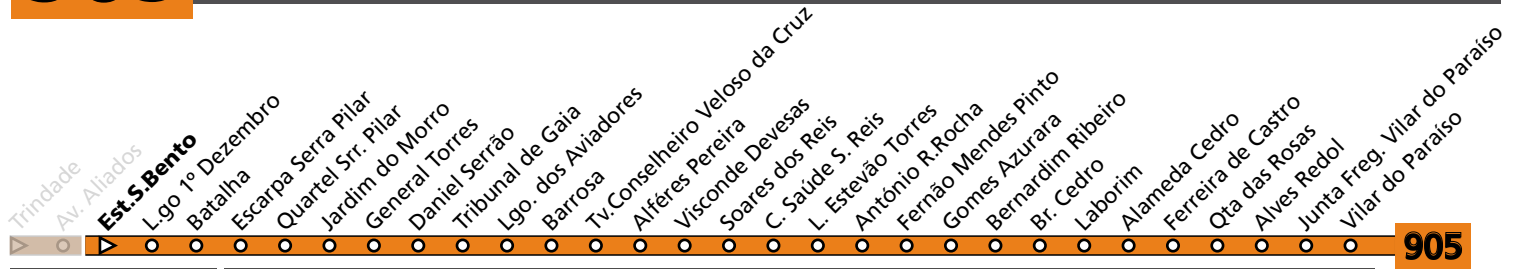 Trindade
Av. Aliados
Est.S.Bento
L.go 1º Dezembro
Batalha
Escarpa Serra Pilar
Quartel Srr. Pilar
Jardim do Morro
General Torres
Daniel Serrão
Tribunal de Gaia
Lgo. dos Aviadores
Barrosa
Tv.Conselheiro Veloso da Cruz
Alféres Pereira
Visconde Devesas
Soares dos Reis
C. Saúde S. Reis
L. Estevão Torres
António R.Rocha
Fernão Mendes Pinto
Gomes Azurara
Bernardim Ribeiro
Br. Cedro
Laborim
Alameda Cedro
Ferreira de Castro
Qta das Rosas
Alves Redol
Junta Freg. Vilar do Paraíso
Vilar do Paraíso
905